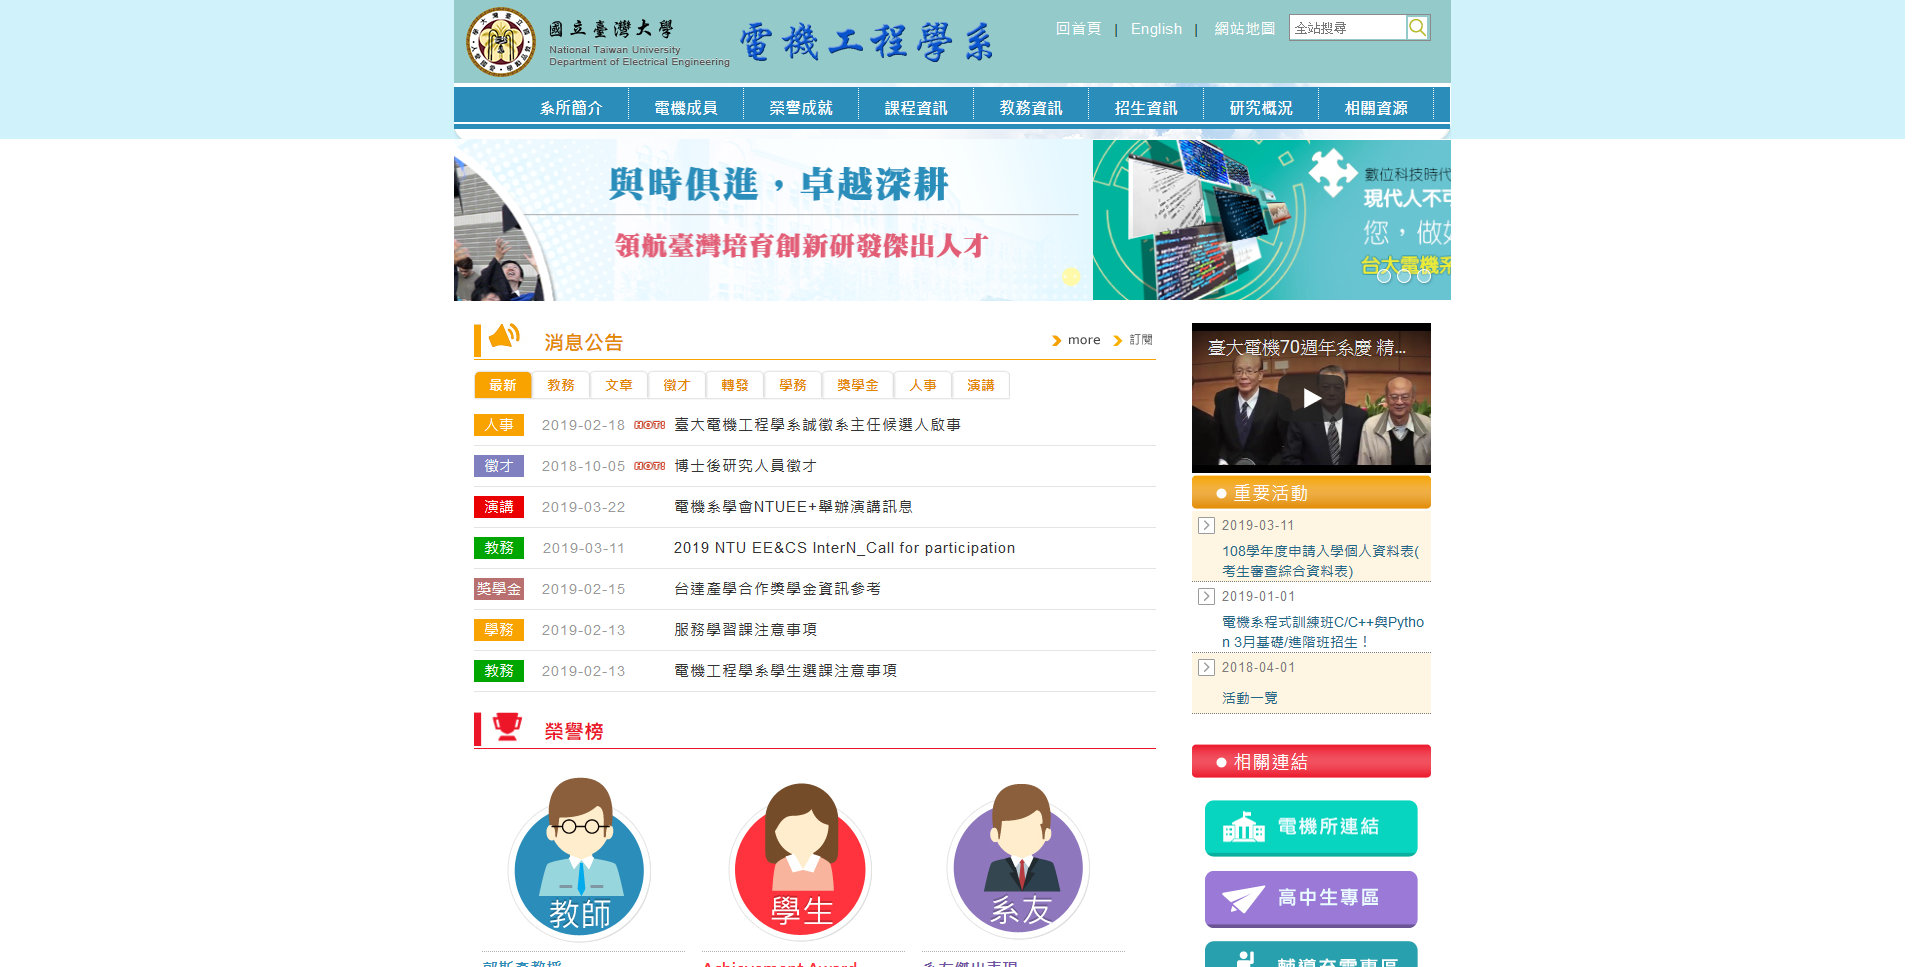 國立臺灣大學
National Taiwan University
Department of Electrical Engineering
電機工程學系
回首頁 | English | 網站地圖
全站搜尋
系所簡介 電機成員 榮譽成就 課程資訊 教務資訊 招生資訊 研究概況 相關資源
與時俱進，卓越深耕
領航臺灣培育創新研發傑出人才
數位科技時代
現代人不可
您，做好
台大電機系
消息公告
more 訂閱
最新 教務 文章 徵才 轉發 學務 獎學金 人事 演講
人事 2019-02-18 HOT! 臺大電機工程學系誠徵系主任候選人啟事
徵才 2018-10-05 HOT! 博士後研究人員徵才
演講 2019-03-22 電機系學會NTUEE+舉辦演講訊息
教務 2019-03-11 2019 NTU EE&CS InterN_Call for participation
獎學金 2019-02-15 台達產學合作獎學金資訊參考
學務 2019-02-13 服務學習課注意事項
教務 2019-02-13 電機工程學系學生選課注意事項
榮譽榜
教師
學生
系友
Achievement Award
系友傑出表現
臺大電機70週年系慶 精...
重要活動
2019-03-11
108學年度申請入學個人資料表(
考生審查綜合資料表)
2019-01-01
電機系程式訓練班C/C++與Pytho
n 3月基礎/進階班招生！
2018-04-01
活動一覽
相關連結
電機所連結
高中生專區
輔導充電專區